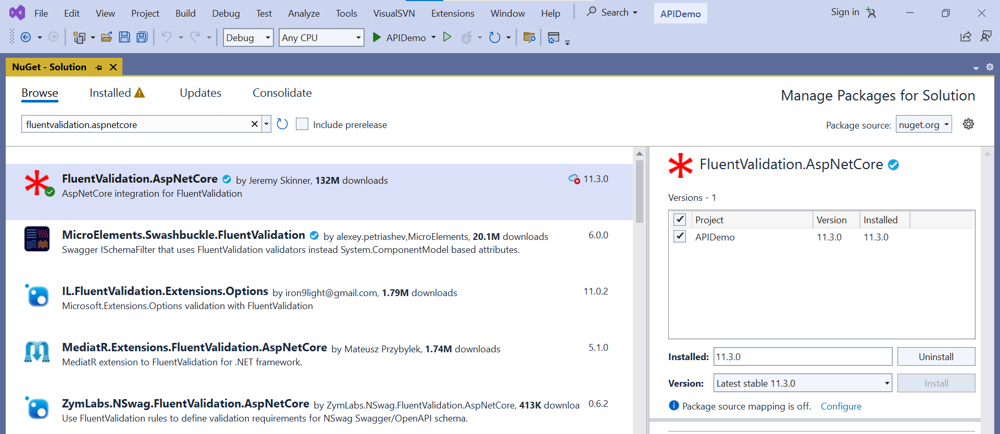 File Edit View Project Build Debug Test Analyze Tools VisualSVN Extensions Window Help Search APIDemo Sign in
Debug Any CPU APIDemo
NuGet - Solution
Browse Installed Updates Consolidate
Manage Packages for Solution
fluentvalidation.aspnetcore Include prerelease
Package source: nuget.org
FluentValidation.AspNetCore by Jeremy Skinner, 132M downloads 11.3.0
AspNetCore integration for FluentValidation
MicroElements.Swashbuckle.FluentValidation by alexey.petriashev,MicroElements, 20.1M downloads 6.0.0
Swagger ISchemaFilter that uses FluentValidation validators instead System.ComponentModel based attributes.
IL.FluentValidation.Extensions.Options by iron9light@gmail.com, 1.79M downloads 11.0.2
Microsoft.Extensions.Options validation with FluentValidation
MediatR.Extensions.FluentValidation.AspNetCore by Mateusz Przybylek, 1.74M downloads 5.1.0
MediatR extension to FluentValidation for .NET framework.
ZymLabs.NSwag.FluentValidation.AspNetCore by ZymLabs.NSwag.FluentValidation.AspNetCore, 413K downloa 0.6.2
Use FluentValidation rules to define validation requirements for NSwag Swagger/OpenAPI schema.
FluentValidation.AspNetCore
Versions - 1
Project Version Installed
APIDemo 11.3.0 11.3.0
Installed: 11.3.0 Uninstall
Version: Latest stable 11.3.0 Install
Package source mapping is off. Configure